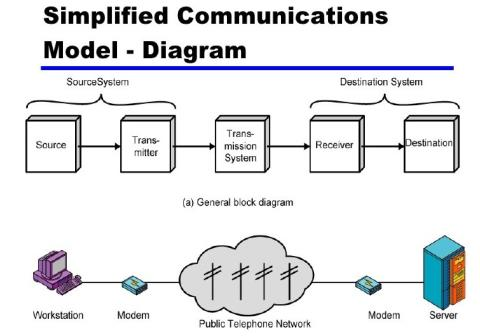 Simplified Communications
Model - Diagram
SourceSystem
Destination System
Source
Trans-
mitter
Trans-
mission
System
Receiver
Destination
(a) General block diagram
Workstation
Modem
Public Telephone Network
Modem
Server